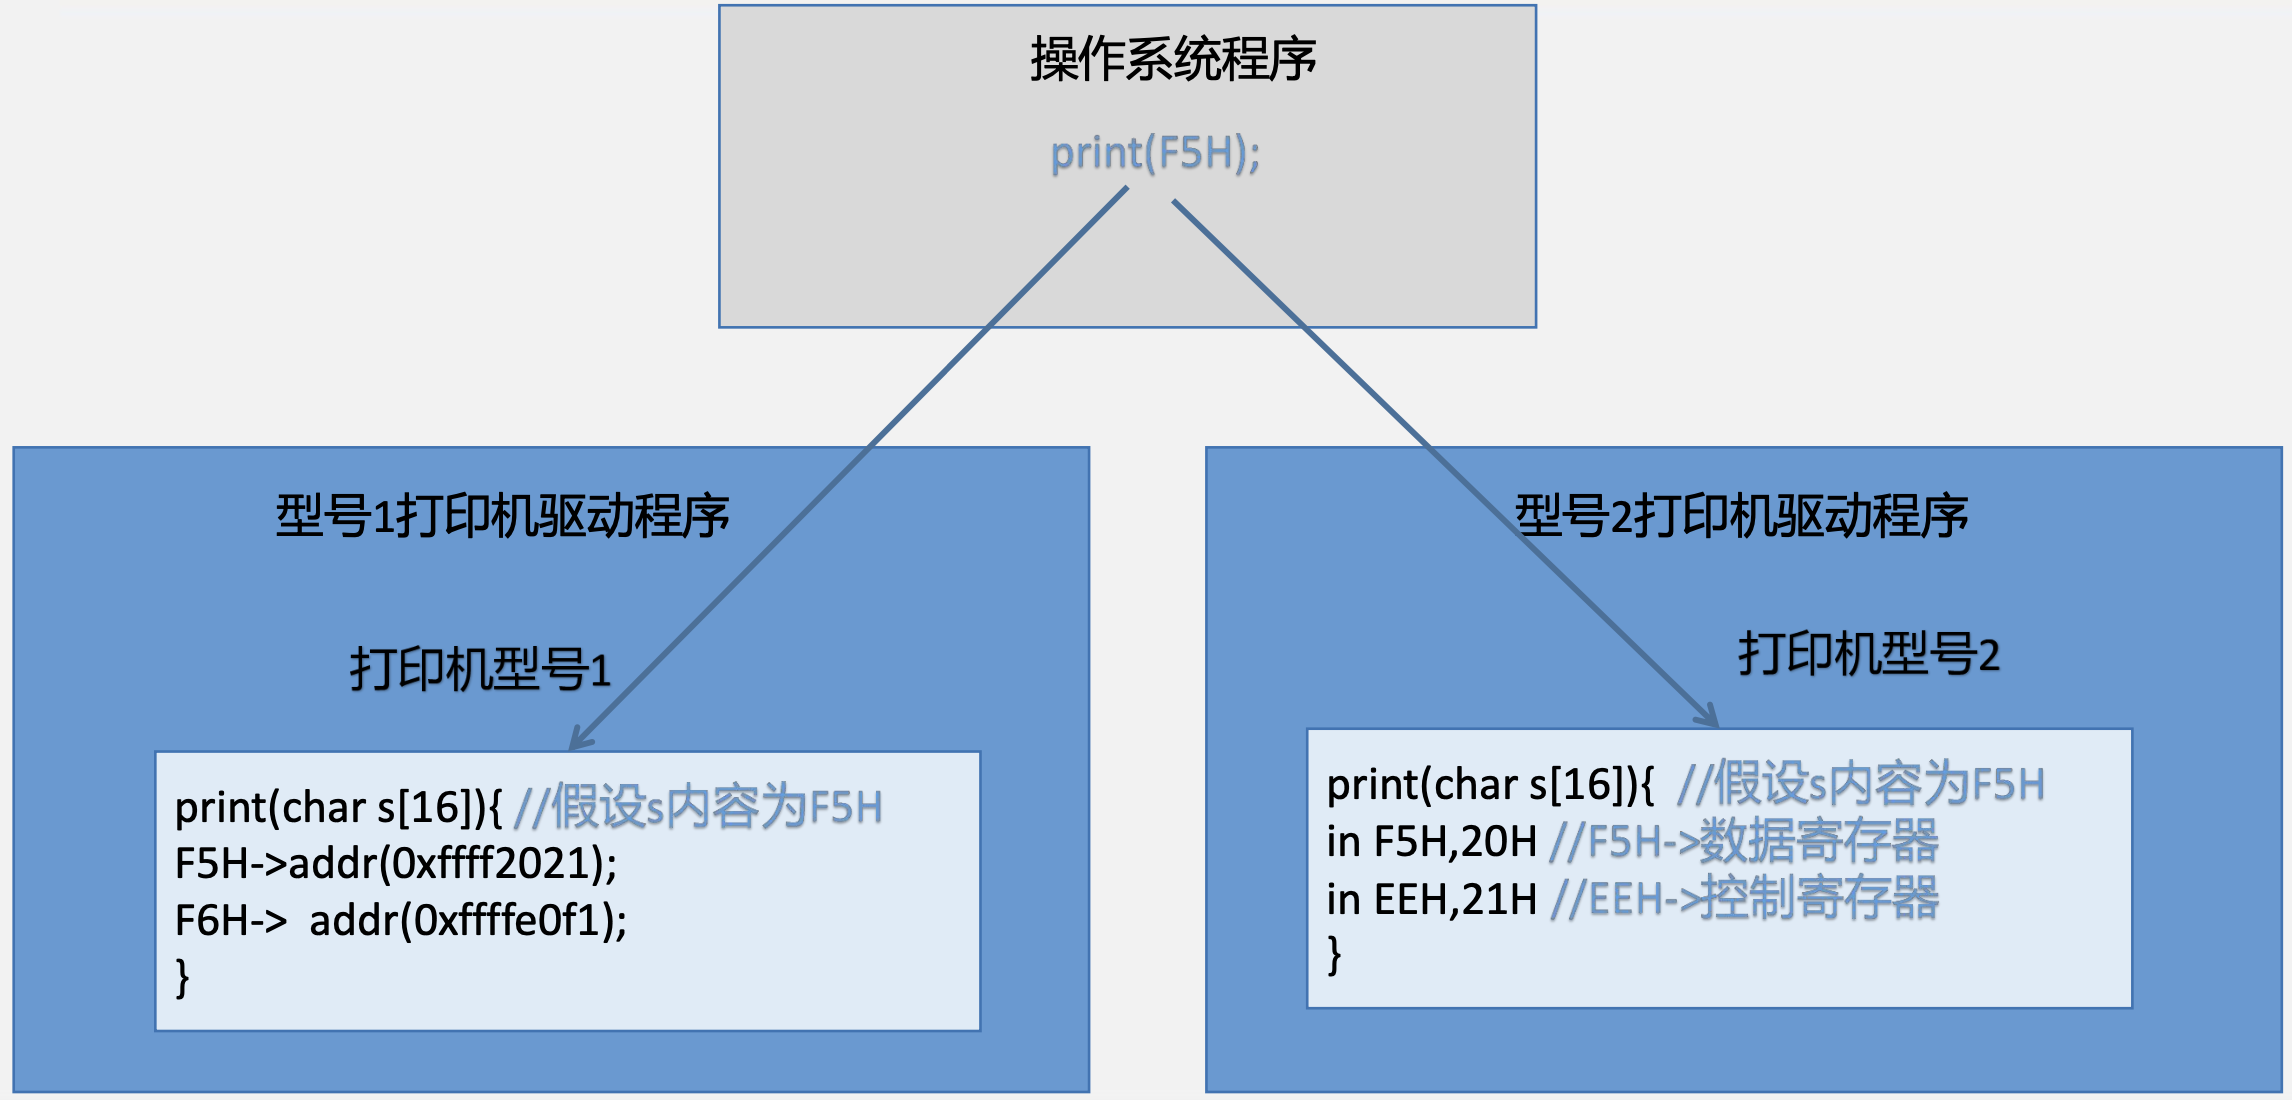 操作系统程序
print(F5H);
型号1打印机驱动程序
打印机型号1
print(char s[16]){ //假设s内容为F5H
F5H->addr(0xffff2021);
F6H-> addr(0xffffe0f1);
}
型号2打印机驱动程序
打印机型号2
print(char s[16]){ //假设s内容为F5H
in F5H,20H //F5H->数据寄存器
in EEH,21H //EEH->控制寄存器
}